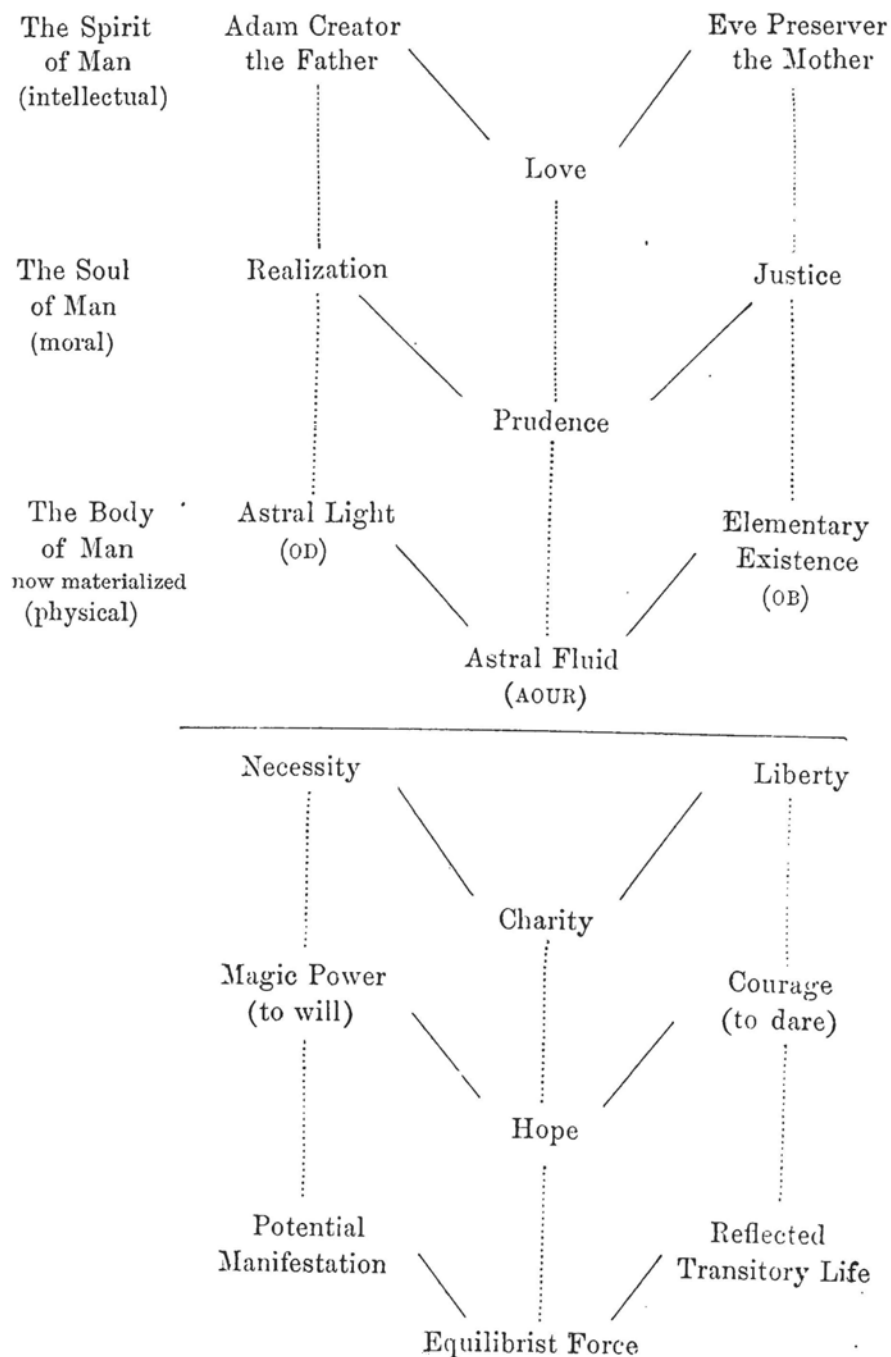 The Spirit
of Man
(intellectual)
Adam Creator
the Father
Eve Preserver
the Mother
Love
The Soul
of Man
(moral)
Realization
Justice
Prudence
The Body
of Man
now materialized
(physical)
Astral Light
(OD)
Elementary
Existence
(OB)
Astral Fluid
(AOUR)
Necessity
Liberty
Charity
Magic Power
(to will)
Courage
(to dare)
Hope
Potential
Manifestation
Reflected
Transitory Life
Equilibrist Force